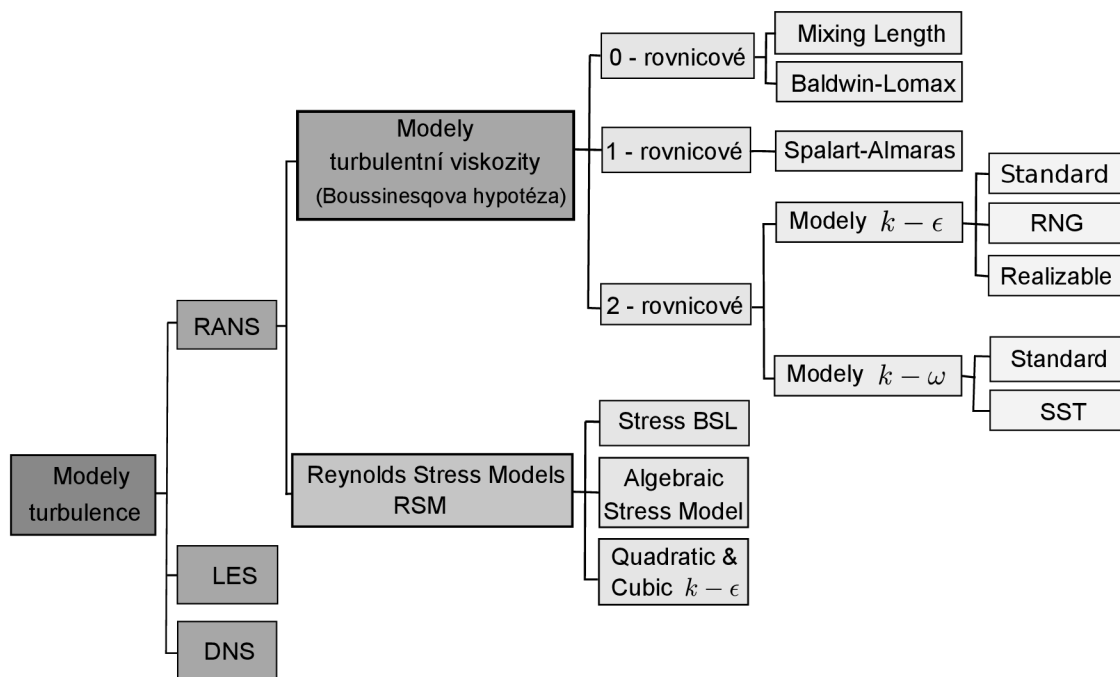 Modely
turbulence
RANS
LES
DNS
Modely
turbulentní viskozity
(Boussinesqova hypotéza)
Reynolds Stress Models
RSM
0 - rovnicové
1 - rovnicové
2 - rovnicové
Stress BSL
Algebraic
Stress Model
Quadratic &
Cubic k − ϵ
Mixing Length
Baldwin-Lomax
Spalart-Almaras
Modely k − ϵ
Modely k − ω
Standard
RNG
Realizable
Standard
SST